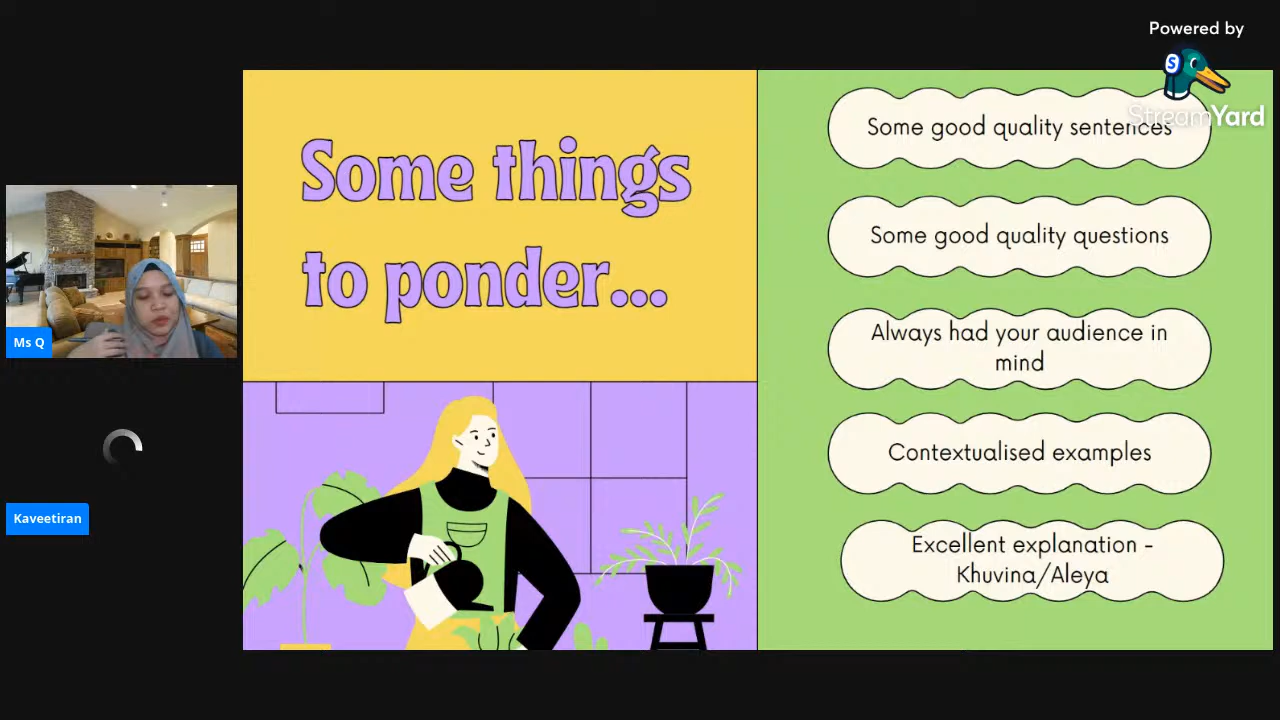 Powered by
S
StreamYard
Some things
to ponder...
Some good quality sentences
Some good quality questions
Always had your audience in
mind
Contextualised examples
Excellent explanation -
Khuvina/Aleya
Ms Q
Kaveetiran